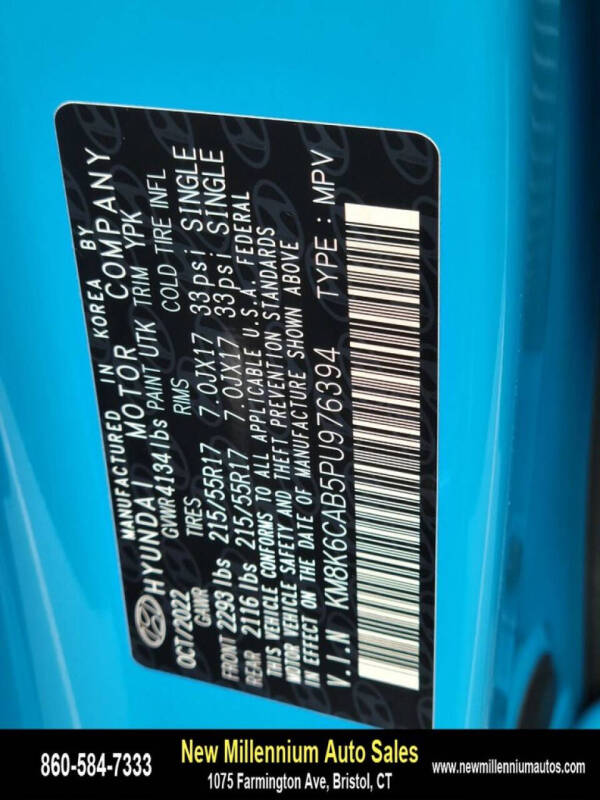 MANUFACTURED IN KOREA BY
HYUNDAI MOTOR COMPANY
OCT/2022 GVWR 4134 lbs PAINT UTK TRIM YPK
GAWR TIRES RIMS COLD TIRE INFL
FRONT 2293 lbs 215/55R17 7.0JX17 33psi SINGLE
REAR 2116 lbs 215/55R17 7.0JX17 33psi SINGLE
THIS VEHICLE CONFORMS TO ALL APPLICABLE U.S.A. FEDERAL
MOTOR VEHICLE SAFETY AND THEFT PREVENTION STANDARDS
IN EFFECT ON THE DATE OF MANUFACTURE SHOWN ABOVE
V.I.N KM8K6CAB5PU976394 TYPE : MPV
860-584-7333
New Millennium Auto Sales
1075 Farmington Ave, Bristol, CT
www.newmillenniumautos.com